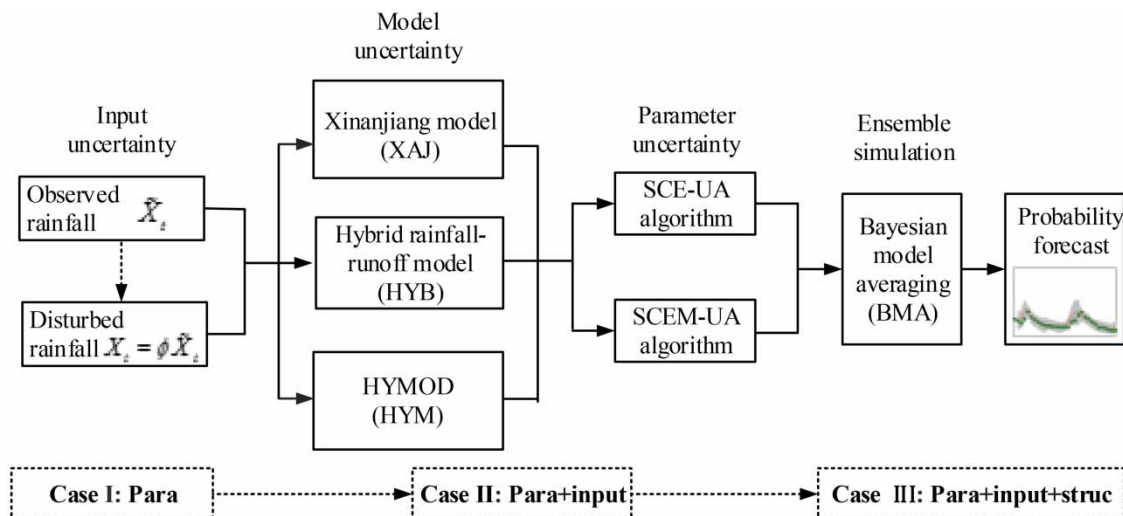 Input
uncertainty
Observed
rainfall X̃ₜ
Disturbed
rainfall Xₜ = ϕX̃ₜ
Model
uncertainty
Xinanjiang model
(XAJ)
Hybrid rainfall-
runoff model
(HYB)
HYMOD
(HYM)
Parameter
uncertainty
SCE-UA
algorithm
SCEM-UA
algorithm
Ensemble
simulation
Bayesian
model
averaging
(BMA)
Probability
forecast
Case I: Para
Case II: Para+input
Case III: Para+input+struc